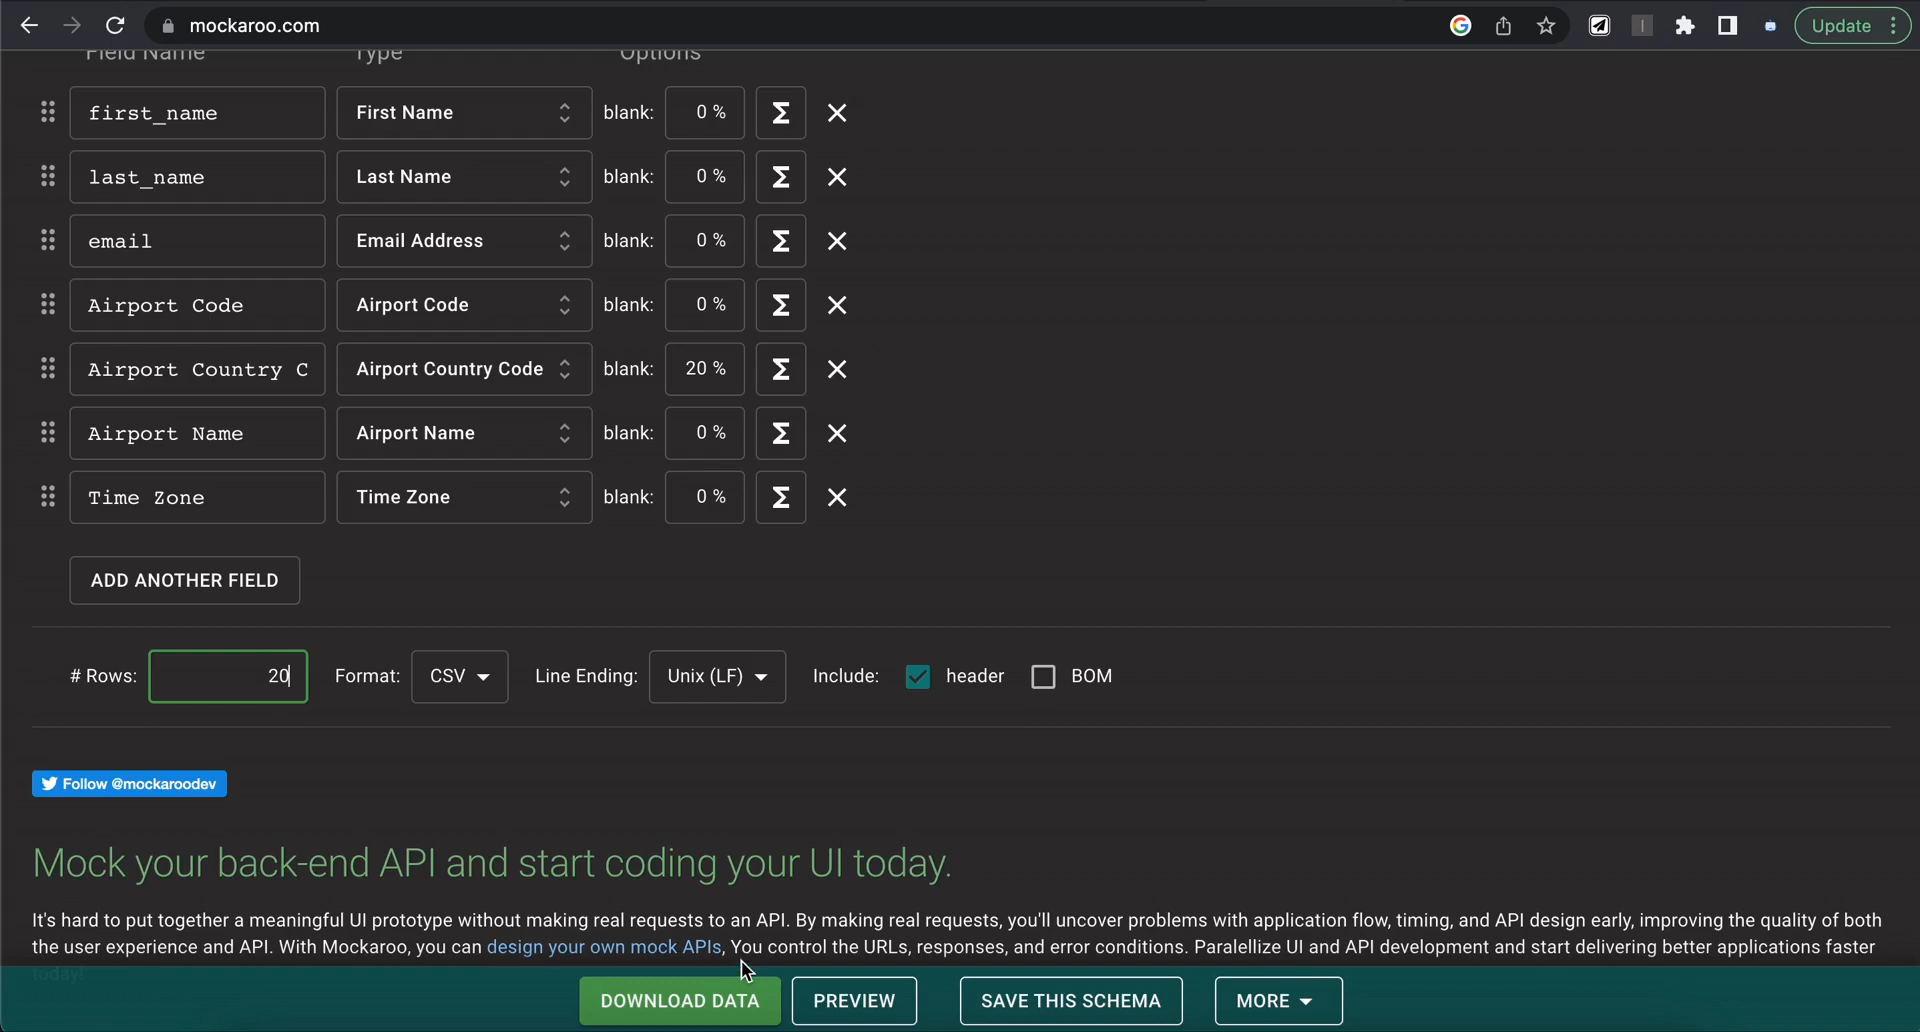 mockaroo.com Update
Field Name Type Options
first_name First Name blank: 0 % Σ
last_name Last Name blank: 0 % Σ
email Email Address blank: 0 % Σ
Airport Code Airport Code blank: 0 % Σ
Airport Country C Airport Country Code blank: 20 % Σ
Airport Name Airport Name blank: 0 % Σ
Time Zone Time Zone blank: 0 % Σ
ADD ANOTHER FIELD
# Rows: 20 Format: CSV Line Ending: Unix (LF) Include: header BOM
Follow @mockaroodev
Mock your back-end API and start coding your UI today.
It's hard to put together a meaningful UI prototype without making real requests to an API. By making real requests, you'll uncover problems with application flow, timing, and API design early, improving the quality of both
the user experience and API. With Mockaroo, you can design your own mock APIs, You control the URLs, responses, and error conditions. Paralellize UI and API development and start delivering better applications faster
today!
DOWNLOAD DATA PREVIEW SAVE THIS SCHEMA MORE